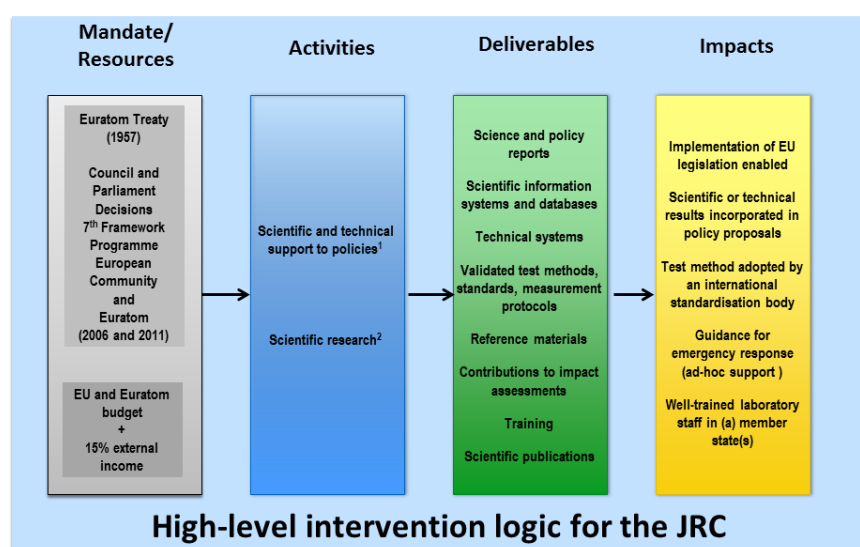 Mandate/
Resources
Activities
Deliverables
Impacts
Euratom Treaty
(1957)
Council and
Parliament
Decisions
7th Framework
Programme
European
Community
and
Euratom
(2006 and 2011)
EU and Euratom
budget
+
15% external
income
Scientific and technical
support to policies1
Scientific research2
Science and policy
reports
Scientific information
systems and databases
Technical systems
Validated test methods,
standards, measurement
protocols
Reference materials
Contributions to impact
assessments
Training
Scientific publications
Implementation of EU
legislation enabled
Scientific or technical
results incorporated in
policy proposals
Test method adopted by
an international
standardisation body
Guidance for
emergency response
(ad-hoc support )
Well-trained laboratory
staff in (a) member
state(s)
High-level intervention logic for the JRC